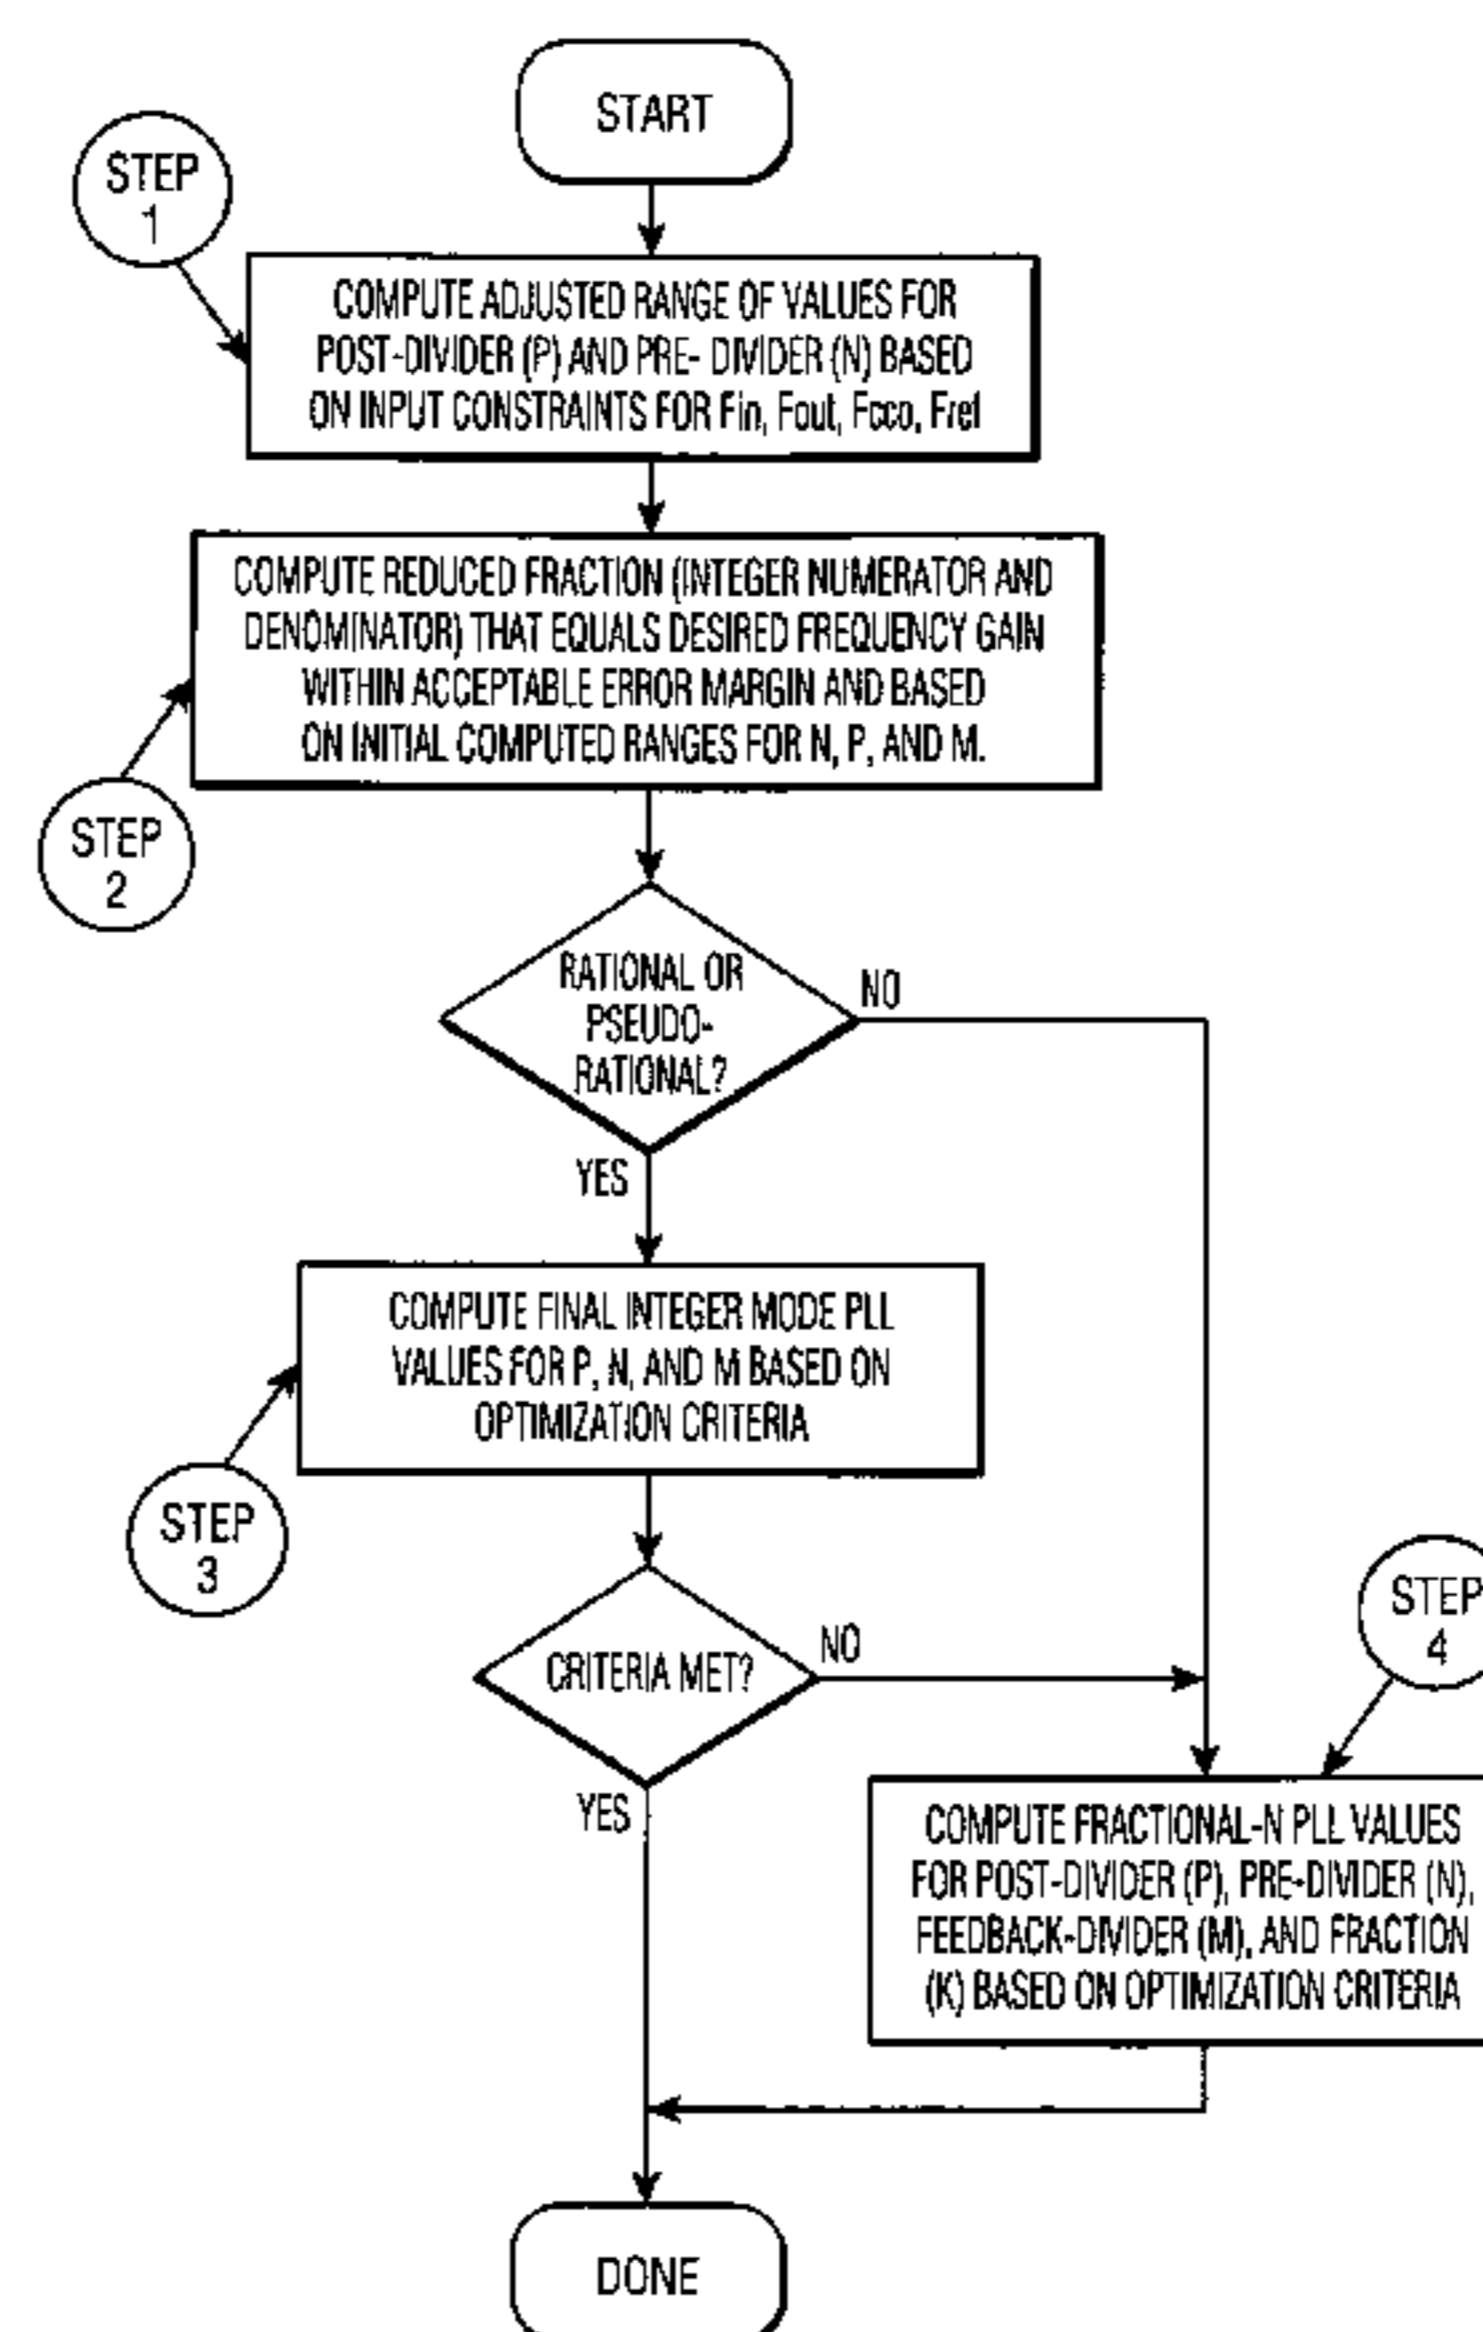 START
STEP
1
COMPUTE ADJUSTED RANGE OF VALUES FOR
POST-DIVIDER (P) AND PRE- DIVIDER (N) BASED
ON INPUT CONSTRAINTS FOR Fin, Fout, Fcco, Fref
COMPUTE REDUCED FRACTION (INTEGER NUMERATOR AND
DENOMINATOR) THAT EQUALS DESIRED FREQUENCY GAIN
WITHIN ACCEPTABLE ERROR MARGIN AND BASED
ON INITIAL COMPUTED RANGES FOR N, P, AND M.
STEP
2
RATIONAL OR
PSEUDO-
RATIONAL?
NO
YES
COMPUTE FINAL INTEGER MODE PLL
VALUES FOR P, N, AND M BASED ON
OPTIMIZATION CRITERIA
STEP
3
CRITERIA MET?
NO
YES
STEP
4
COMPUTE FRACTIONAL-N PLL VALUES
FOR POST-DIVIDER (P), PRE-DIVIDER (N),
FEEDBACK-DIVIDER (M), AND FRACTION
(K) BASED ON OPTIMIZATION CRITERIA
DONE